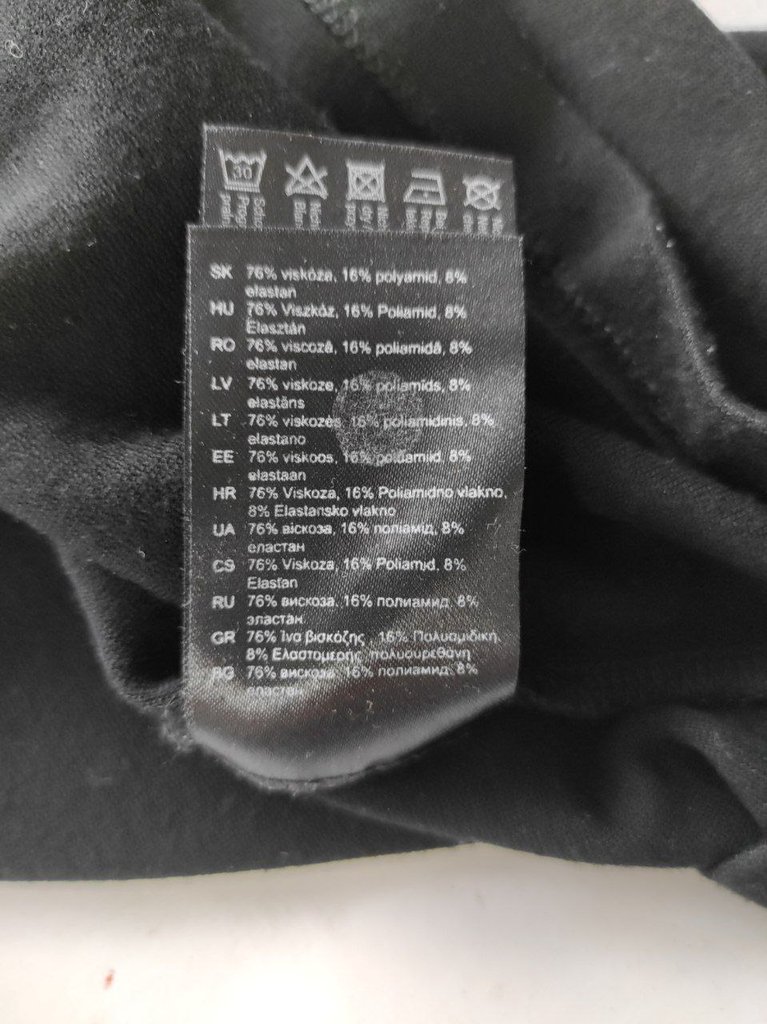 30
SK 76% viskóza, 16% polyamid, 8%
elastan
HU 76% Viszkóz, 16% Poliamid, 8%
Elasztán
RO 76% viscoză, 16% poliamidă, 8%
elastan
LV 76% viskoze, 16% poliamīds, 8%
elastāns
LT 76% viskozės, 16% poliamidinis, 8%
elastano
EE 76% viskoos, 16% polüamiid, 8%
elastaan
HR 76% Viskoza, 16% Poliamidno vlakno,
8% Elastansko vlakno
UA 76% віскоза, 16% поліамид, 8%
еластан
CS 76% Viskoza, 16% Poliamid, 8%
Elastan
RU 76% вискоза, 16% полиамид, 8%
эластан
GR 76% Ίνα βισκόζης , 16% Πολυαμιδική,
8% Ελαστομερής πολυουρεθάνη
BG 76% вискоза, 16% полиамид, 8%
еластан